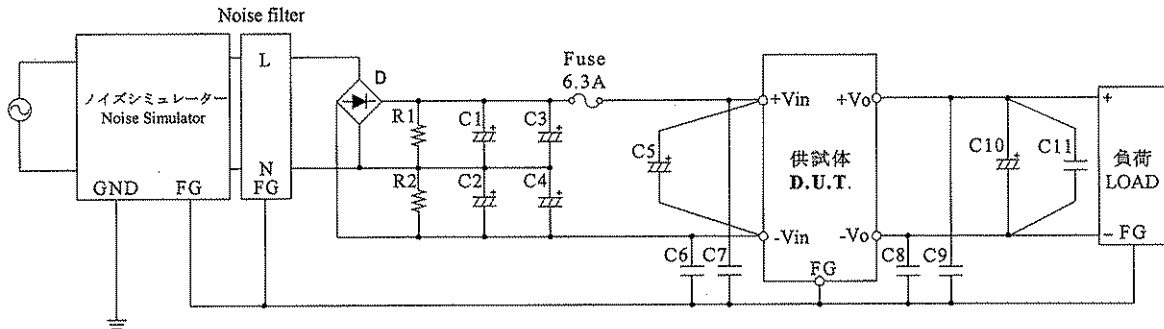 Noise filter
ノイズシミュレーター
Noise Simulator
GND
FG
L
N
FG
D
R1
R2
C1
C2
C3
C4
Fuse
6.3A
C5
C6
C7
+Vin
-Vin
+Vo
-Vo
供試体
D.U.T.
FG
C8
C9
C10
C11
+
負荷
LOAD
−
FG